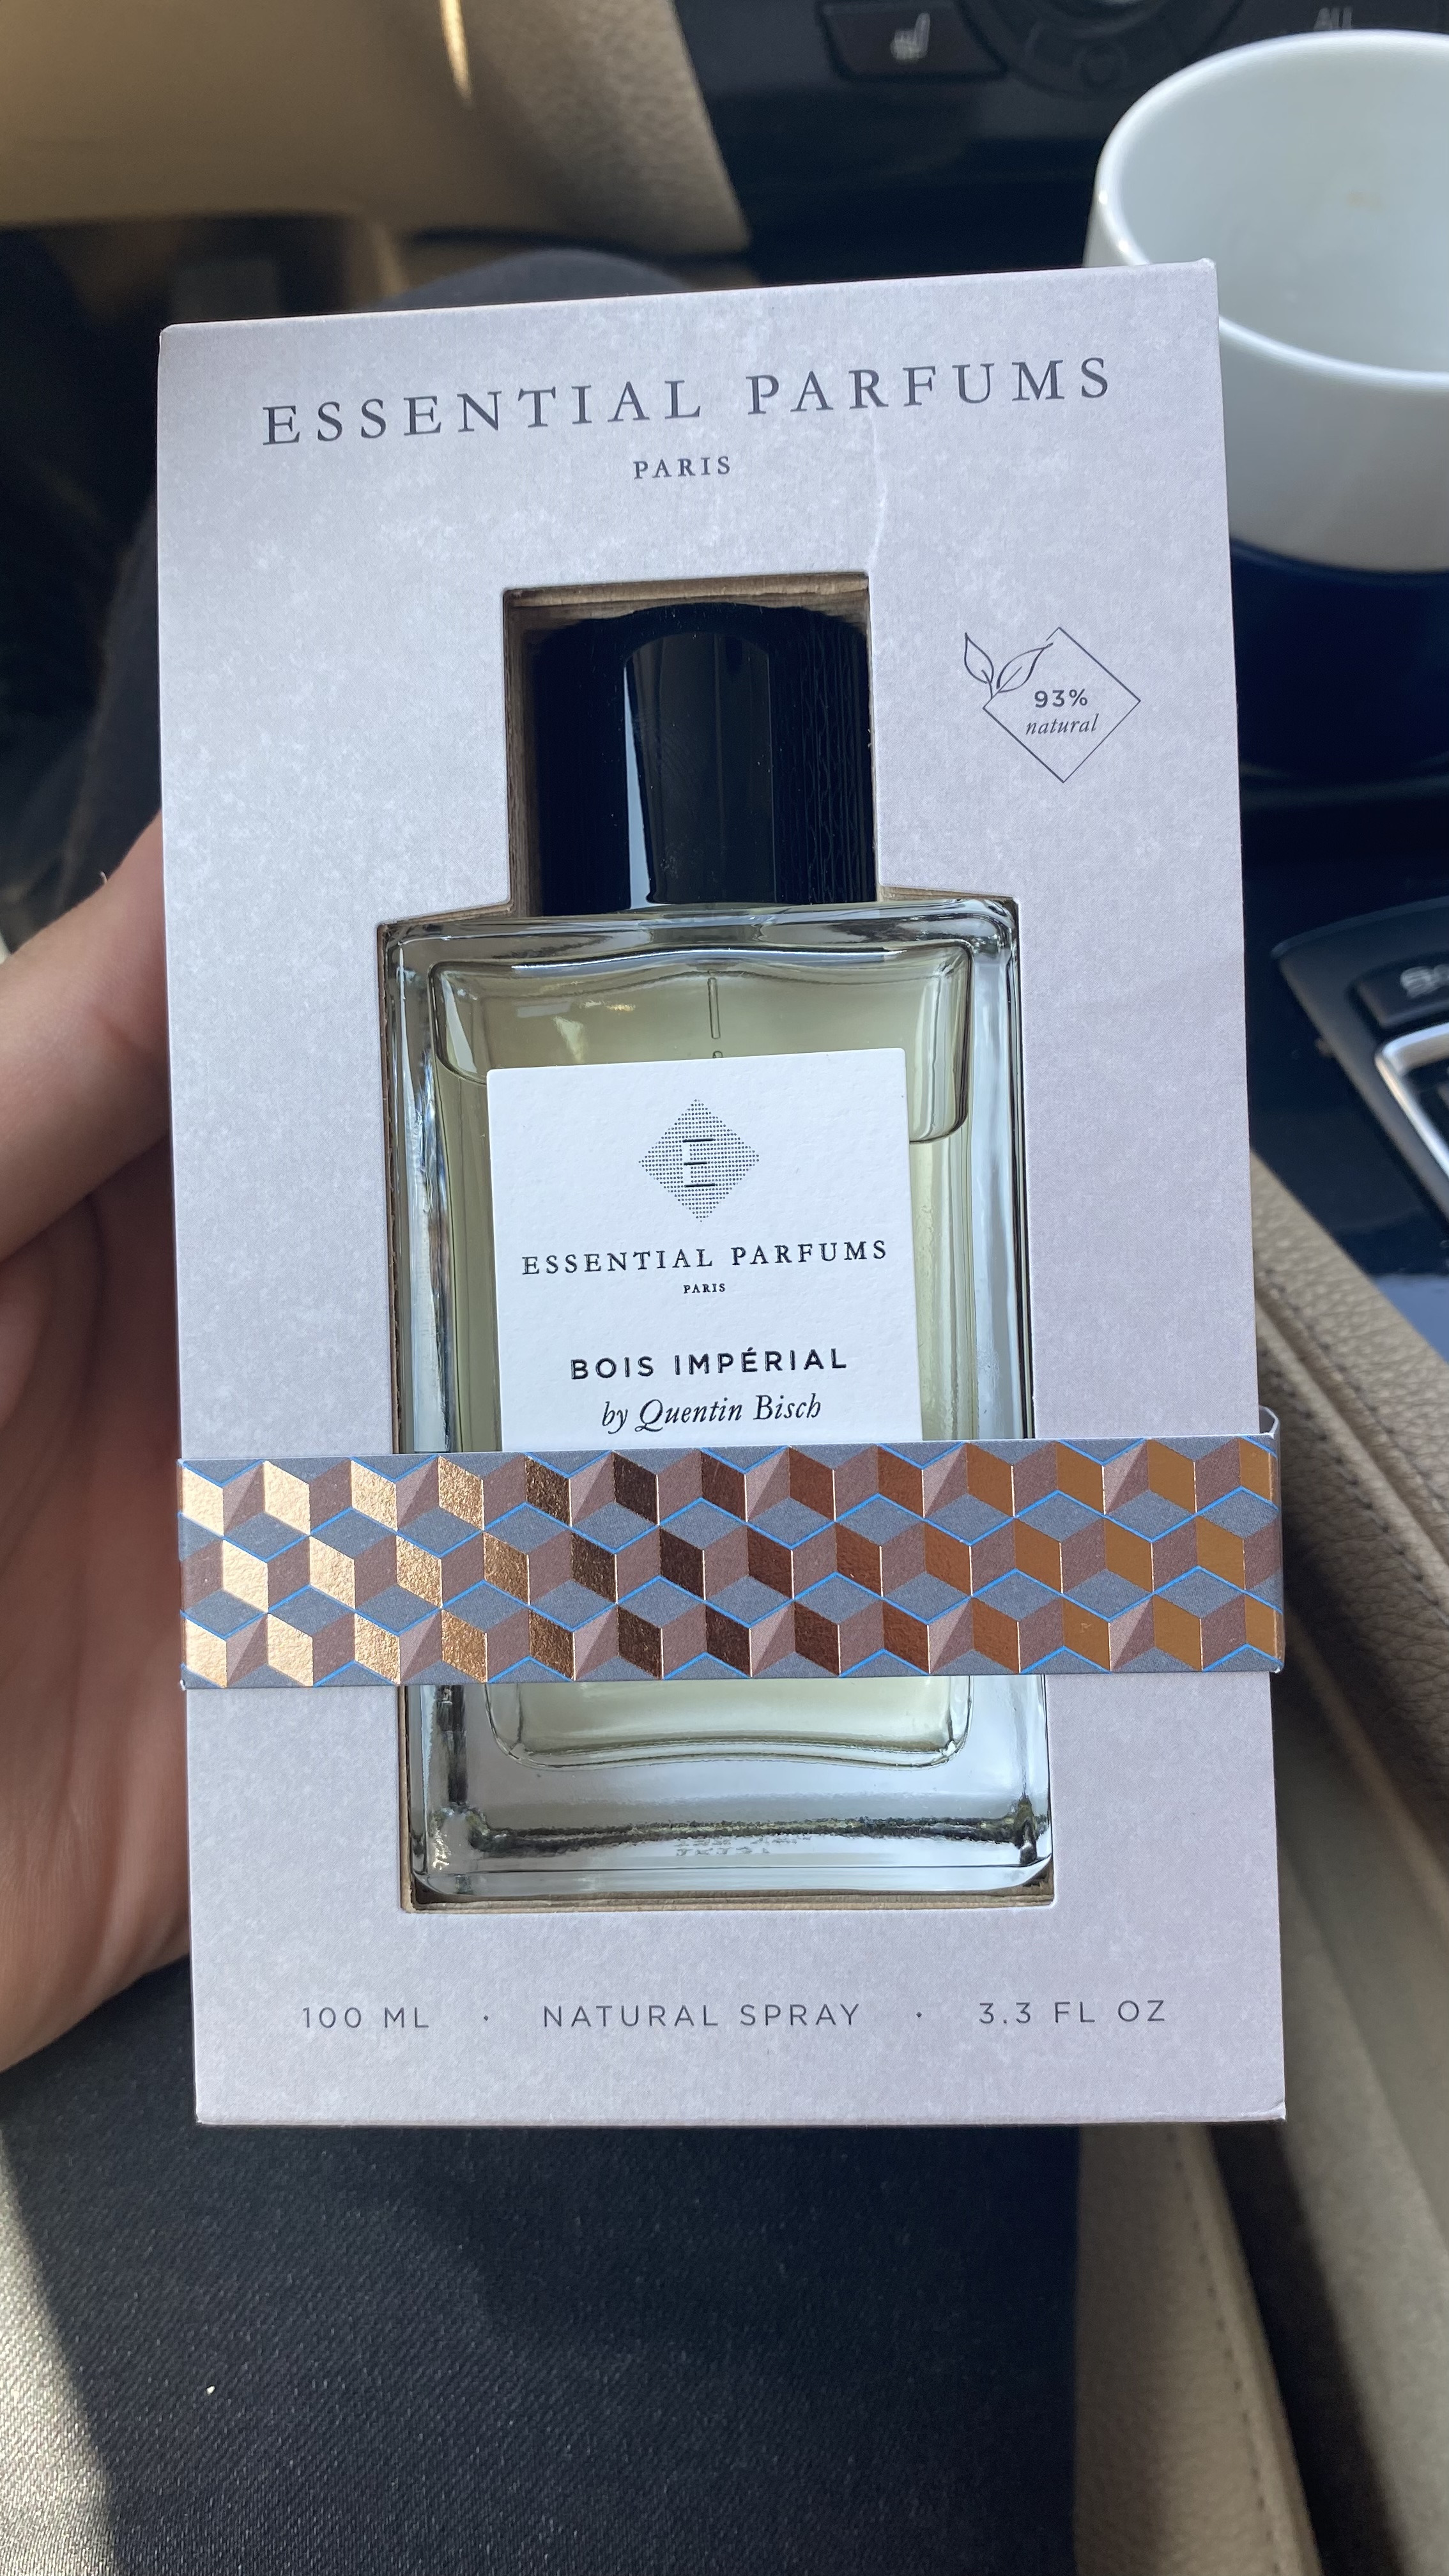 ALL
ESSENTIAL PARFUMS
PARIS
93%
natural
E
ESSENTIAL PARFUMS
PARIS
BOIS IMPÉRIAL
by Quentin Bisch
100 ML · NATURAL SPRAY · 3.3 FL OZ